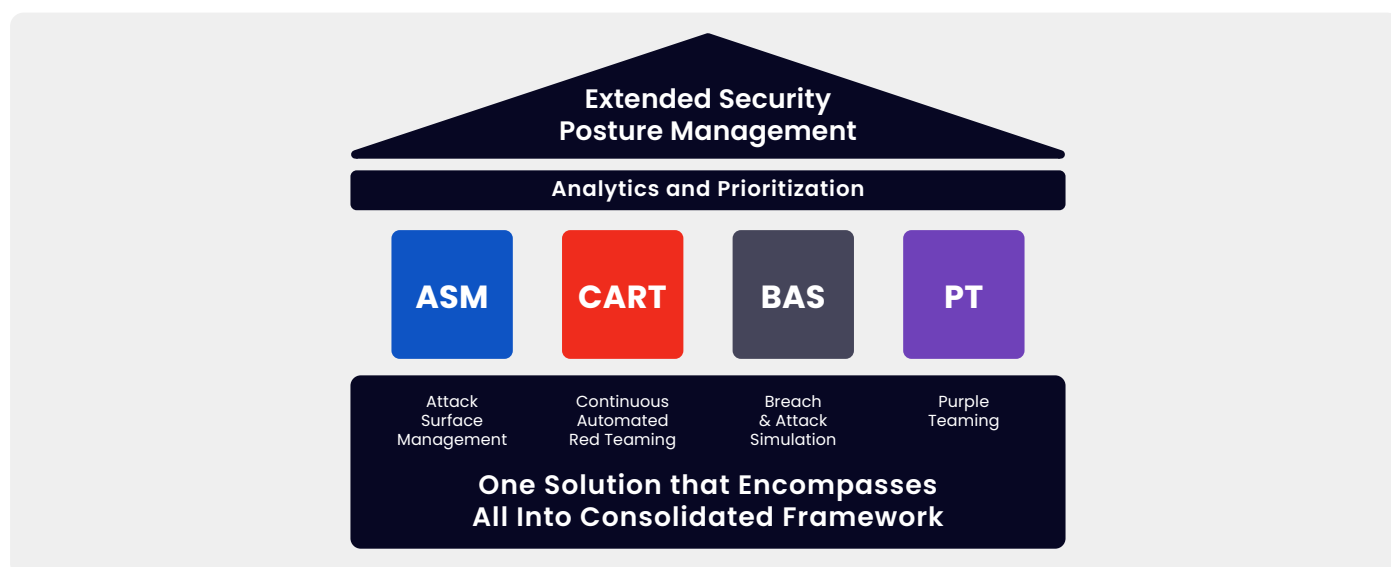 Extended Security
Posture Management
Analytics and Prioritization
ASM
CART
BAS
PT
Attack
Surface
Management
Continuous
Automated
Red Teaming
Breach
& Attack
Simulation
Purple
Teaming
One Solution that Encompasses
All Into Consolidated Framework